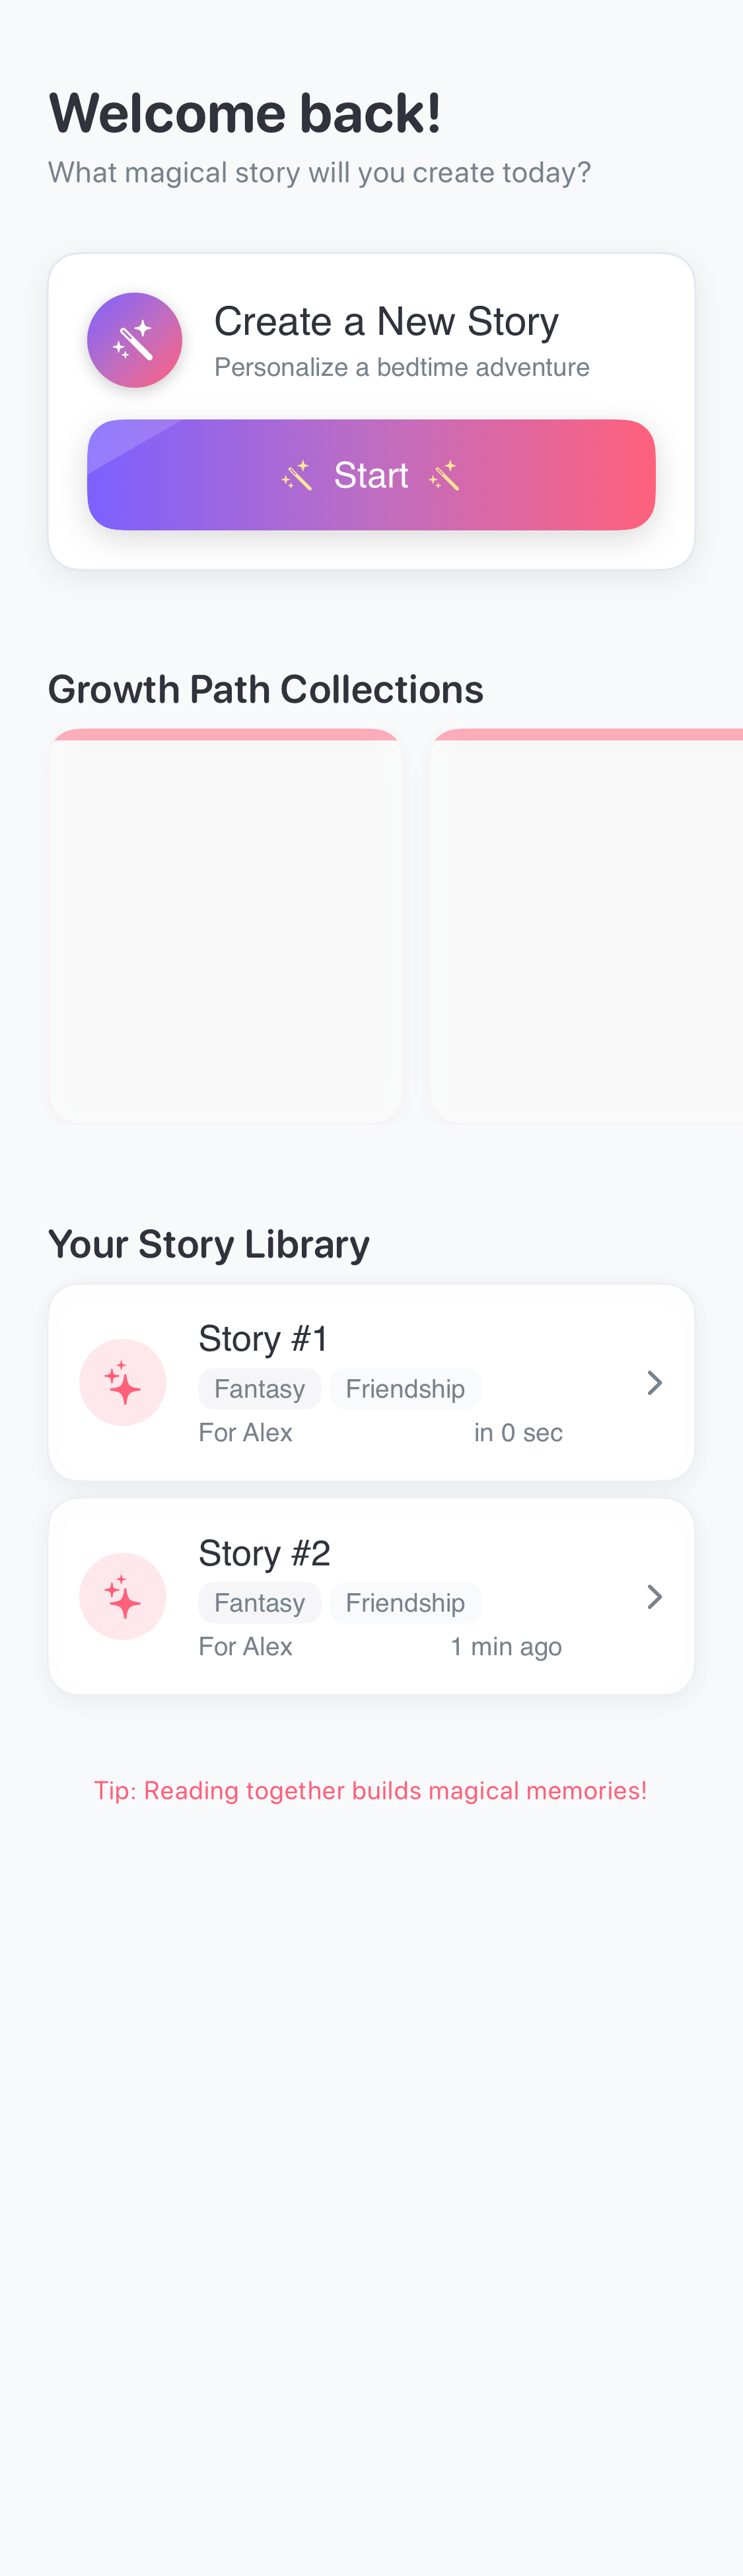 Welcome back!
What magical story will you create today?
Create a New Story
Personalize a bedtime adventure
Start
Growth Path Collections
Your Story Library
Story #1
Fantasy Friendship
For Alex in 0 sec
Story #2
Fantasy Friendship
For Alex 1 min ago
Tip: Reading together builds magical memories!